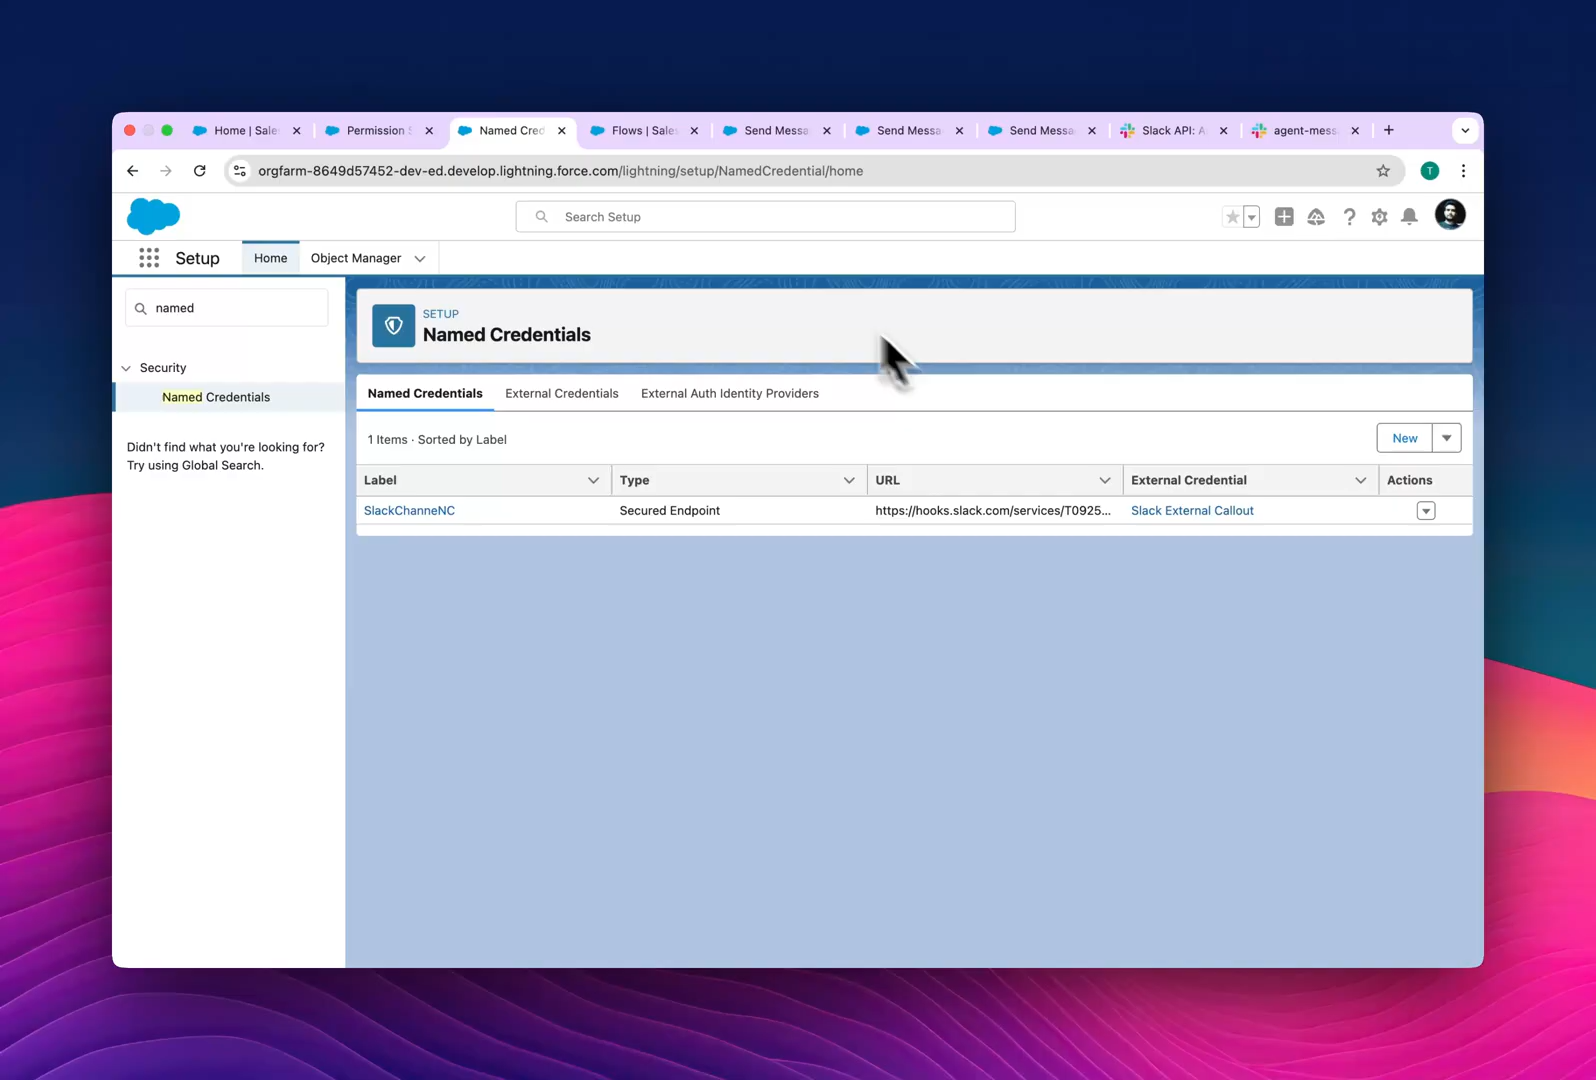 Home | Sale
Permission S
Named Cred
Flows | Sales
Send Messa
Send Messa
Send Messa
Slack API: A
agent-mess
orgfarm-8649d57452-dev-ed.develop.lightning.force.com/lightning/setup/NamedCredential/home
T
Search Setup
Setup
Home
Object Manager
named
Security
Named Credentials
Didn't find what you're looking for?
Try using Global Search.
SETUP
Named Credentials
Named Credentials
External Credentials
External Auth Identity Providers
1 Items · Sorted by Label
New
Label
Type
URL
External Credential
Actions
SlackChanneNC
Secured Endpoint
https://hooks.slack.com/services/T0925...
Slack External Callout